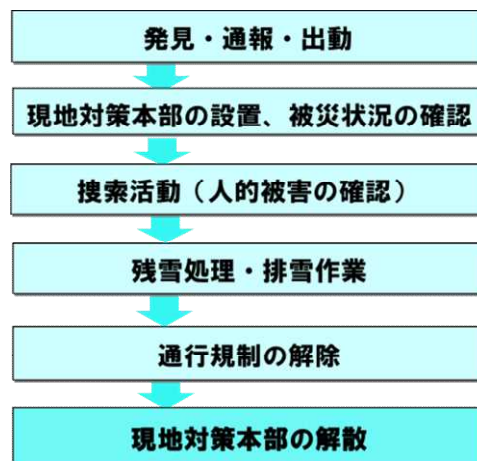 発見・通報・出動
現地対策本部の設置、被災状況の確認
捜索活動（人的被害の確認）
残雪処理・排雪作業
通行規制の解除
現地対策本部の解散